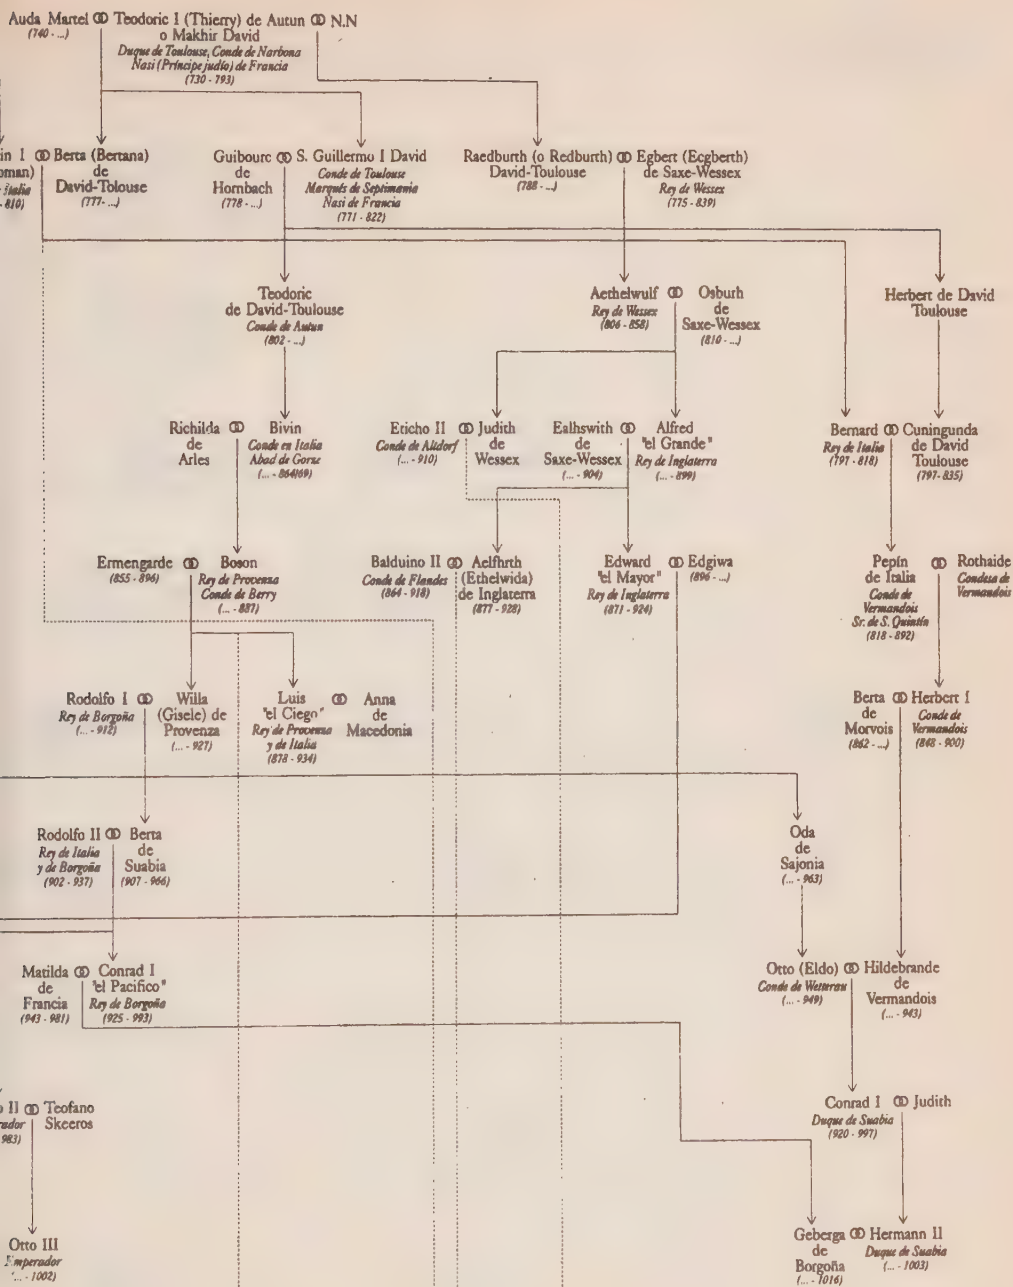 Auda Martel ⚭ Teodoric I (Thierry) de Autun ⚭ N.N
(740 - ...) o Makhir David
Duque de Toulouse, Conde de Narbona
Nasi (Príncipe judío) de Francia
(730 - 793)
in I ⚭ Berta (Bertana)
oman) de
Italia David-Tolouse
- 810) (777- ...)
Guibourc ⚭ S. Guillermo I David
de Conde de Toulouse
Hornbach Marqués de Septimania
(778 - ...) Nasi de Francia
(771 - 822)
Raedburth (o Redburth) ⚭ Egbert (Ecgberth)
David-Toulouse de Saxe-Wessex
(788 - ...) Rey de Wessex
(775 - 839)
Teodoric
de David-Toulouse
Conde de Autun
(802 - ...)
Aethelwulf ⚭ Osburh
Rey de Wessex de
(806 - 858) Saxe-Wessex
(810 - ...)
Herbert de David
Toulouse
Richilda ⚭ Bivin
de Conde en Italia
Arles Abad de Gorze
(... - 864/69)
Eticho II ⚭ Judith
Conde de Altdorf de
(... - 910) Wessex
Ealhswith ⚭ Alfred
de "el Grande"
Saxe-Wessex Rey de Inglaterra
(... - 904) (... - 899)
Bernard ⚭ Cuningunda
Rey de Italia de David
(797 - 818) Toulouse
(797-835)
Ermengarde ⚭ Boson
(855 - 896) Rey de Provenza
Conde de Berry
(... - 887)
Balduino II ⚭ Aelfhrth
Conde de Flandes (Ethelwida)
(864 - 918) de Inglaterra
(877 - 928)
Edward ⚭ Edgiwa
"el Mayor" (896 - ...)
Rey de Inglaterra
(871 - 924)
Pepín ⚭ Rothaide
de Italia Condesa de
Conde de Vermandois
Vermandois
Sr. de S. Quintín
(818 - 892)
Rodolfo I ⚭ Willa
Rey de Borgoña (Gisele) de
(... - 912) Provenza
(... - 927)
Luis ⚭ Anna
"el Ciego" de
Rey de Provenza Macedonia
y de Italia
(878 - 934)
Berta ⚭ Herbert I
de Conde de
Morvois Vermandois
(862 - ...) (848 - 900)
Rodolfo II ⚭ Berta
Rey de Italia de
y de Borgoña Suabia
(902 - 937) (907 - 966)
Oda
de
Sajonia
(... - 963)
Matilda ⚭ Conrad I
de "el Pacifico"
Francia Rey de Borgoña
(943 - 981) (925 - 993)
Otto (Eldo) ⚭ Hildebrande
Conde de Wetterau de
(... - 949) Vermandois
(... - 943)
o II ⚭ Teofano
rador Skeeros
983)
Conrad I ⚭ Judith
Duque de Suabia
(920 - 997)
Otto III
Emperador
(... - 1002)
Geberga ⚭ Hermann II
de Duque de Suabia
Borgoña (... - 1003)
(... - 1016)